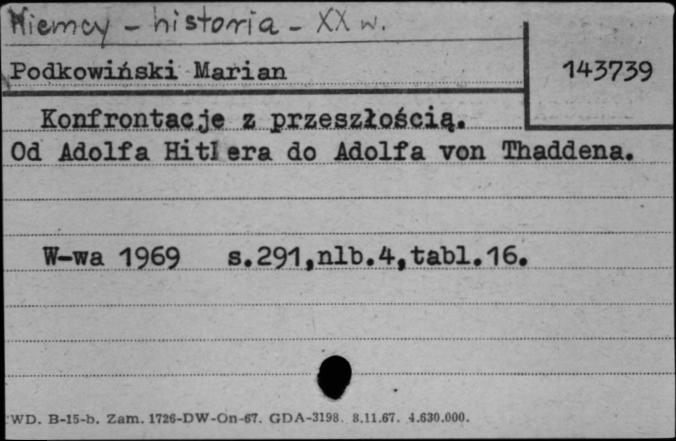 Niemcy - historia - XX w.
Podkowiński Marian
143739
Konfrontacje z przeszłością.
Od Adolfa Hitlera do Adolfa von Thaddena.
W-wa 1969 s.291,nlb.4,tabl.16.
WD. B-15-b. Zam. 1726-DW-On-67. GDA-3198. 8.11.67. 4.630.000.